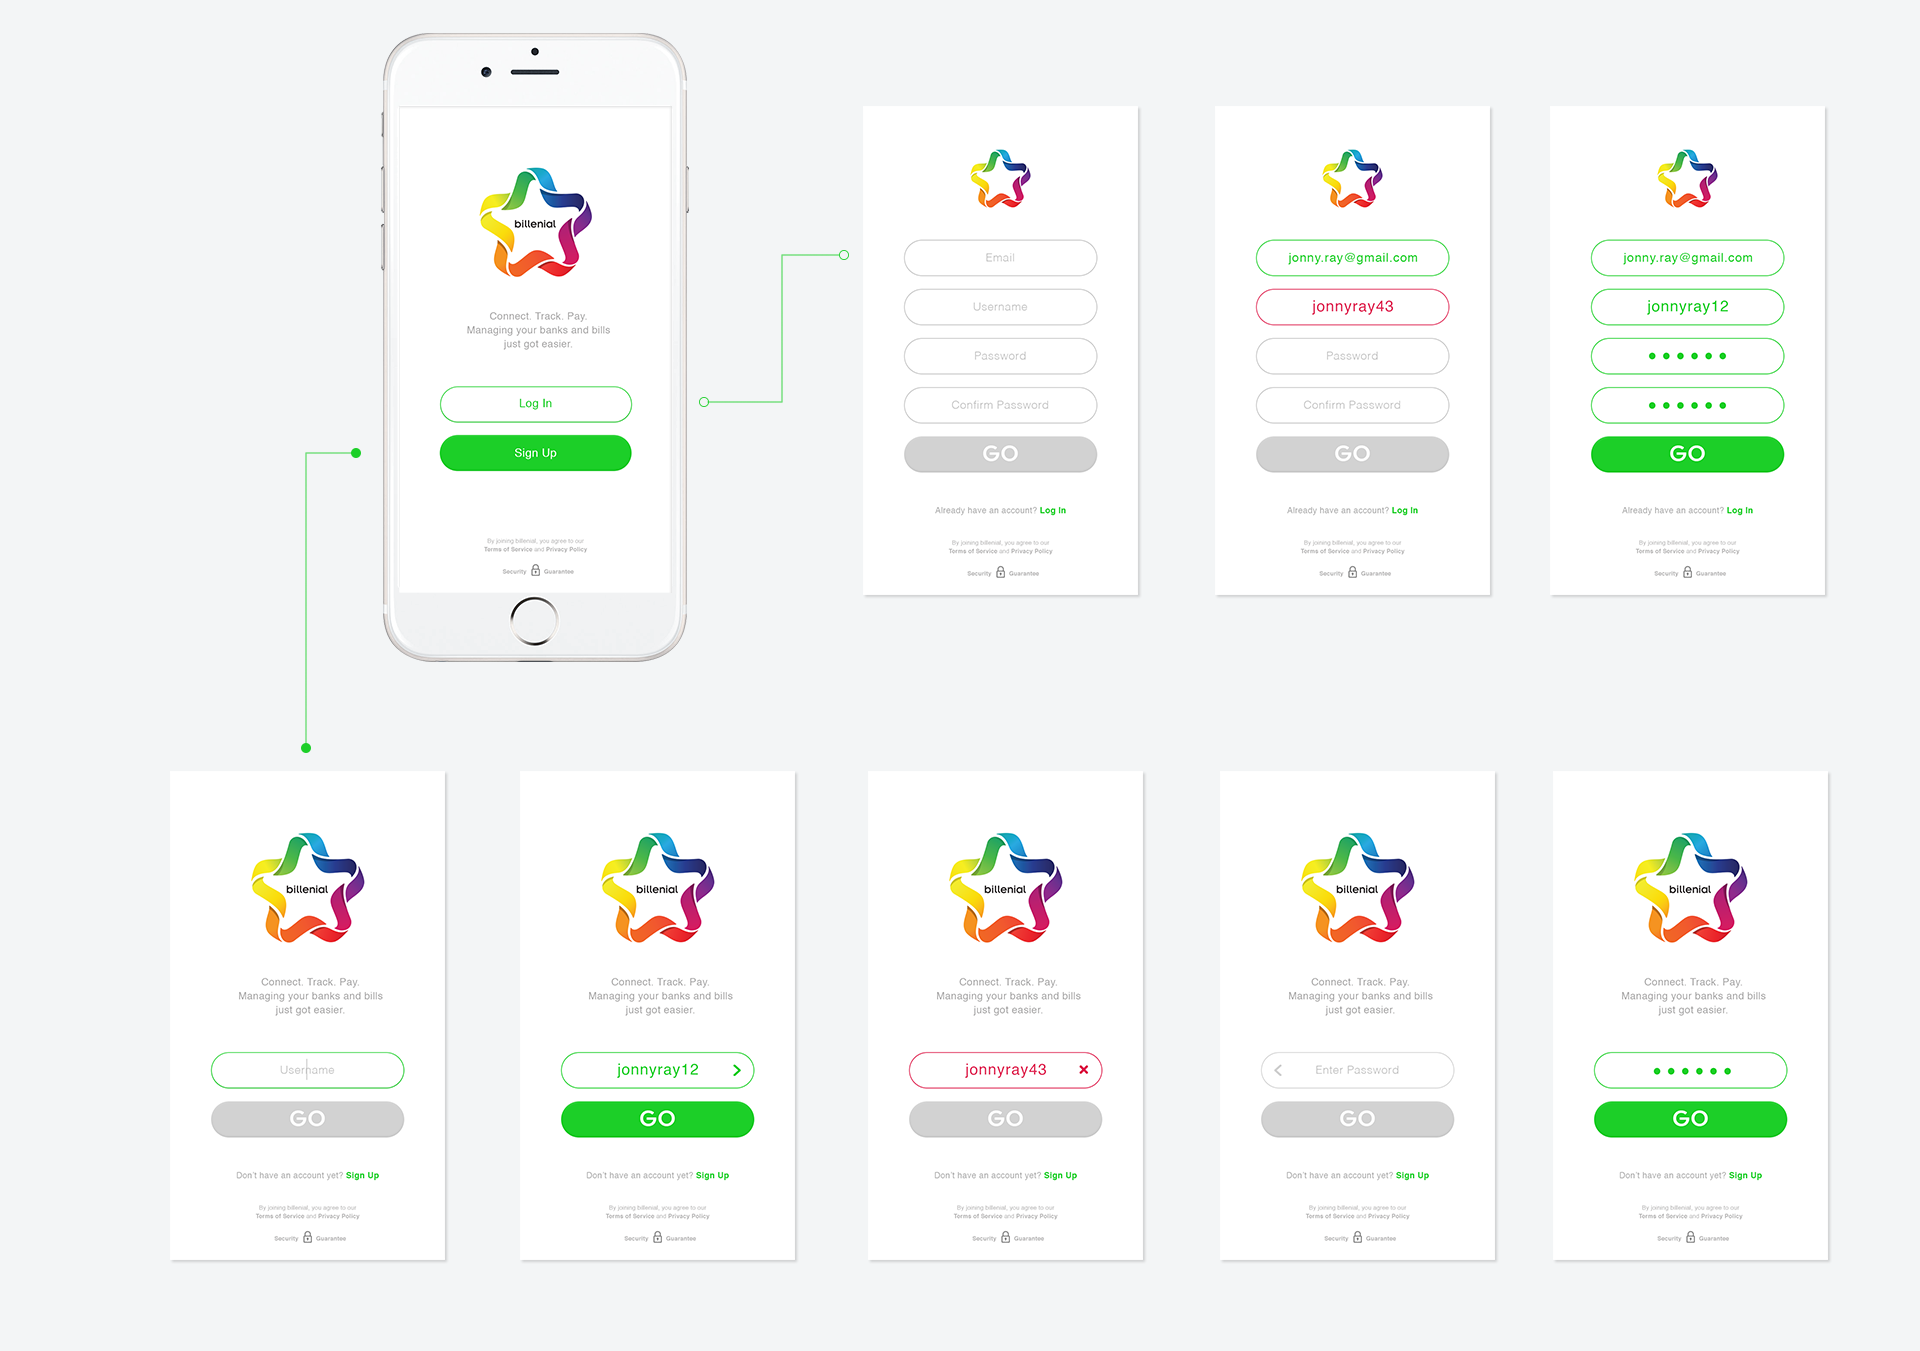 billenial
Connect. Track. Pay.
Managing your banks and bills
just got easier.
Log In
Sign Up
By joining billenial, you agree to our
Terms of Service and Privacy Policy
Security Guarantee
Email
Username
Password
Confirm Password
GO
Already have an account? Log In
By joining billenial, you agree to our
Terms of Service and Privacy Policy
Security Guarantee
jonny.ray@gmail.com
jonnyray43
Password
Confirm Password
GO
Already have an account? Log In
By joining billenial, you agree to our
Terms of Service and Privacy Policy
Security Guarantee
jonny.ray@gmail.com
jonnyray12
GO
Already have an account? Log In
By joining billenial, you agree to our
Terms of Service and Privacy Policy
Security Guarantee
billenial
Connect. Track. Pay.
Managing your banks and bills
just got easier.
Username
GO
Don't have an account yet? Sign Up
By joining billenial, you agree to our
Terms of Service and Privacy Policy
Security Guarantee
billenial
Connect. Track. Pay.
Managing your banks and bills
just got easier.
jonnyray12
GO
Don't have an account yet? Sign Up
By joining billenial, you agree to our
Terms of Service and Privacy Policy
Security Guarantee
billenial
Connect. Track. Pay.
Managing your banks and bills
just got easier.
jonnyray43
GO
Don't have an account yet? Sign Up
By joining billenial, you agree to our
Terms of Service and Privacy Policy
Security Guarantee
billenial
Connect. Track. Pay.
Managing your banks and bills
just got easier.
Enter Password
GO
Don't have an account yet? Sign Up
By joining billenial, you agree to our
Terms of Service and Privacy Policy
Security Guarantee
billenial
Connect. Track. Pay.
Managing your banks and bills
just got easier.
GO
Don't have an account yet? Sign Up
By joining billenial, you agree to our
Terms of Service and Privacy Policy
Security Guarantee